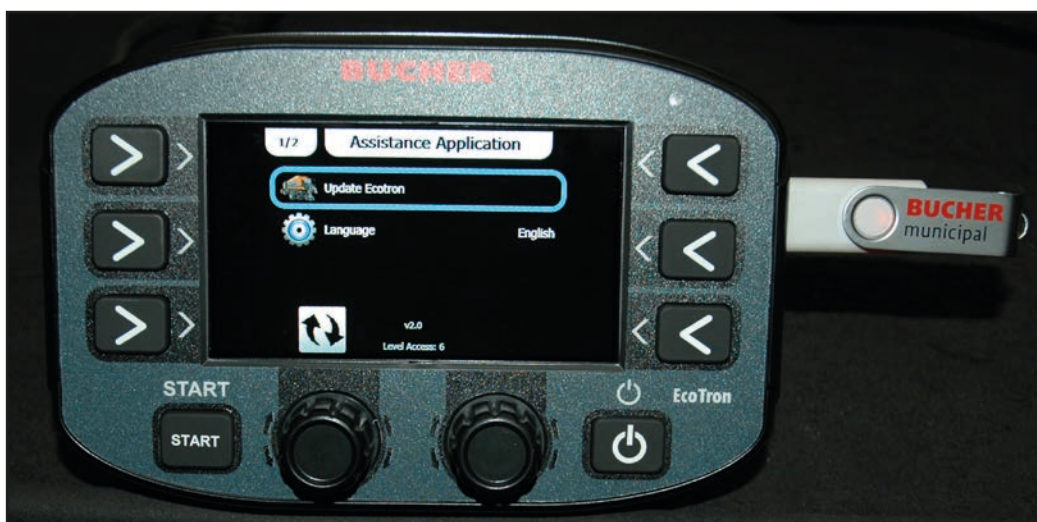 BUCHER
1/2 Assistance Application
Update Ecotron
Language English
v2.0
Level Access: 6
BUCHER
municipal
START
EcoTron
START